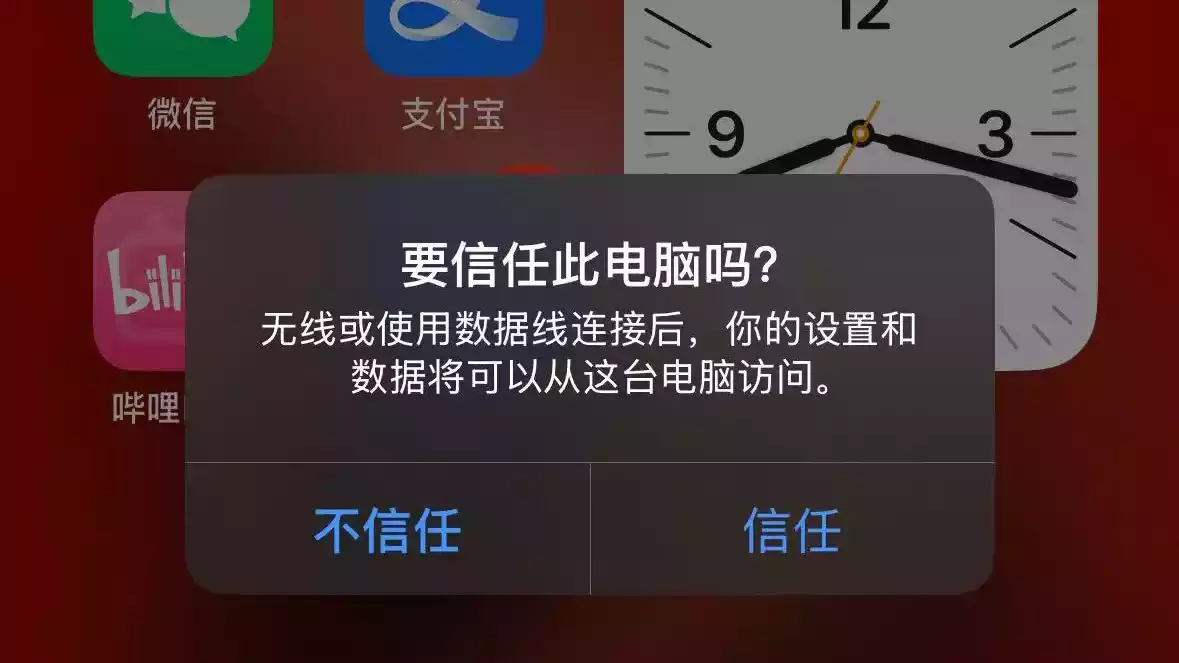 12
微信
支付宝
9
3
要信任此电脑吗?
无线或使用数据线连接后，你的设置和
数据将可以从这台电脑访问。
bili
哔哩
不信任
信任